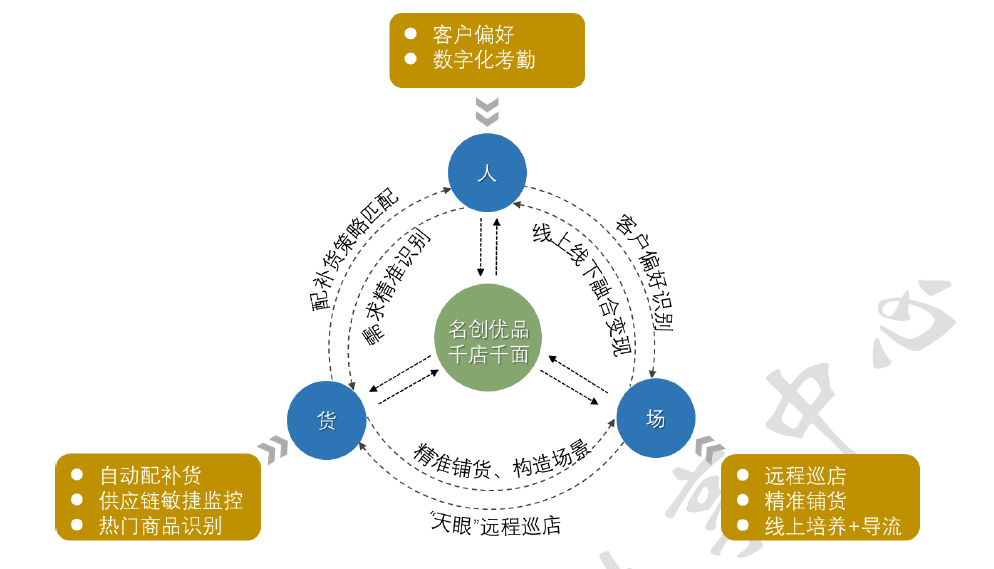 客户偏好
数字化考勤
人
配补货策略匹配
需求精准识别
线上线下融合变现
客户偏好识别
名创优品
千店千面
货
场
精准铺货、构造场景
“天眼”远程巡店
自动配补货
供应链敏捷监控
热门商品识别
远程巡店
精准铺货
线上培养+导流
中心